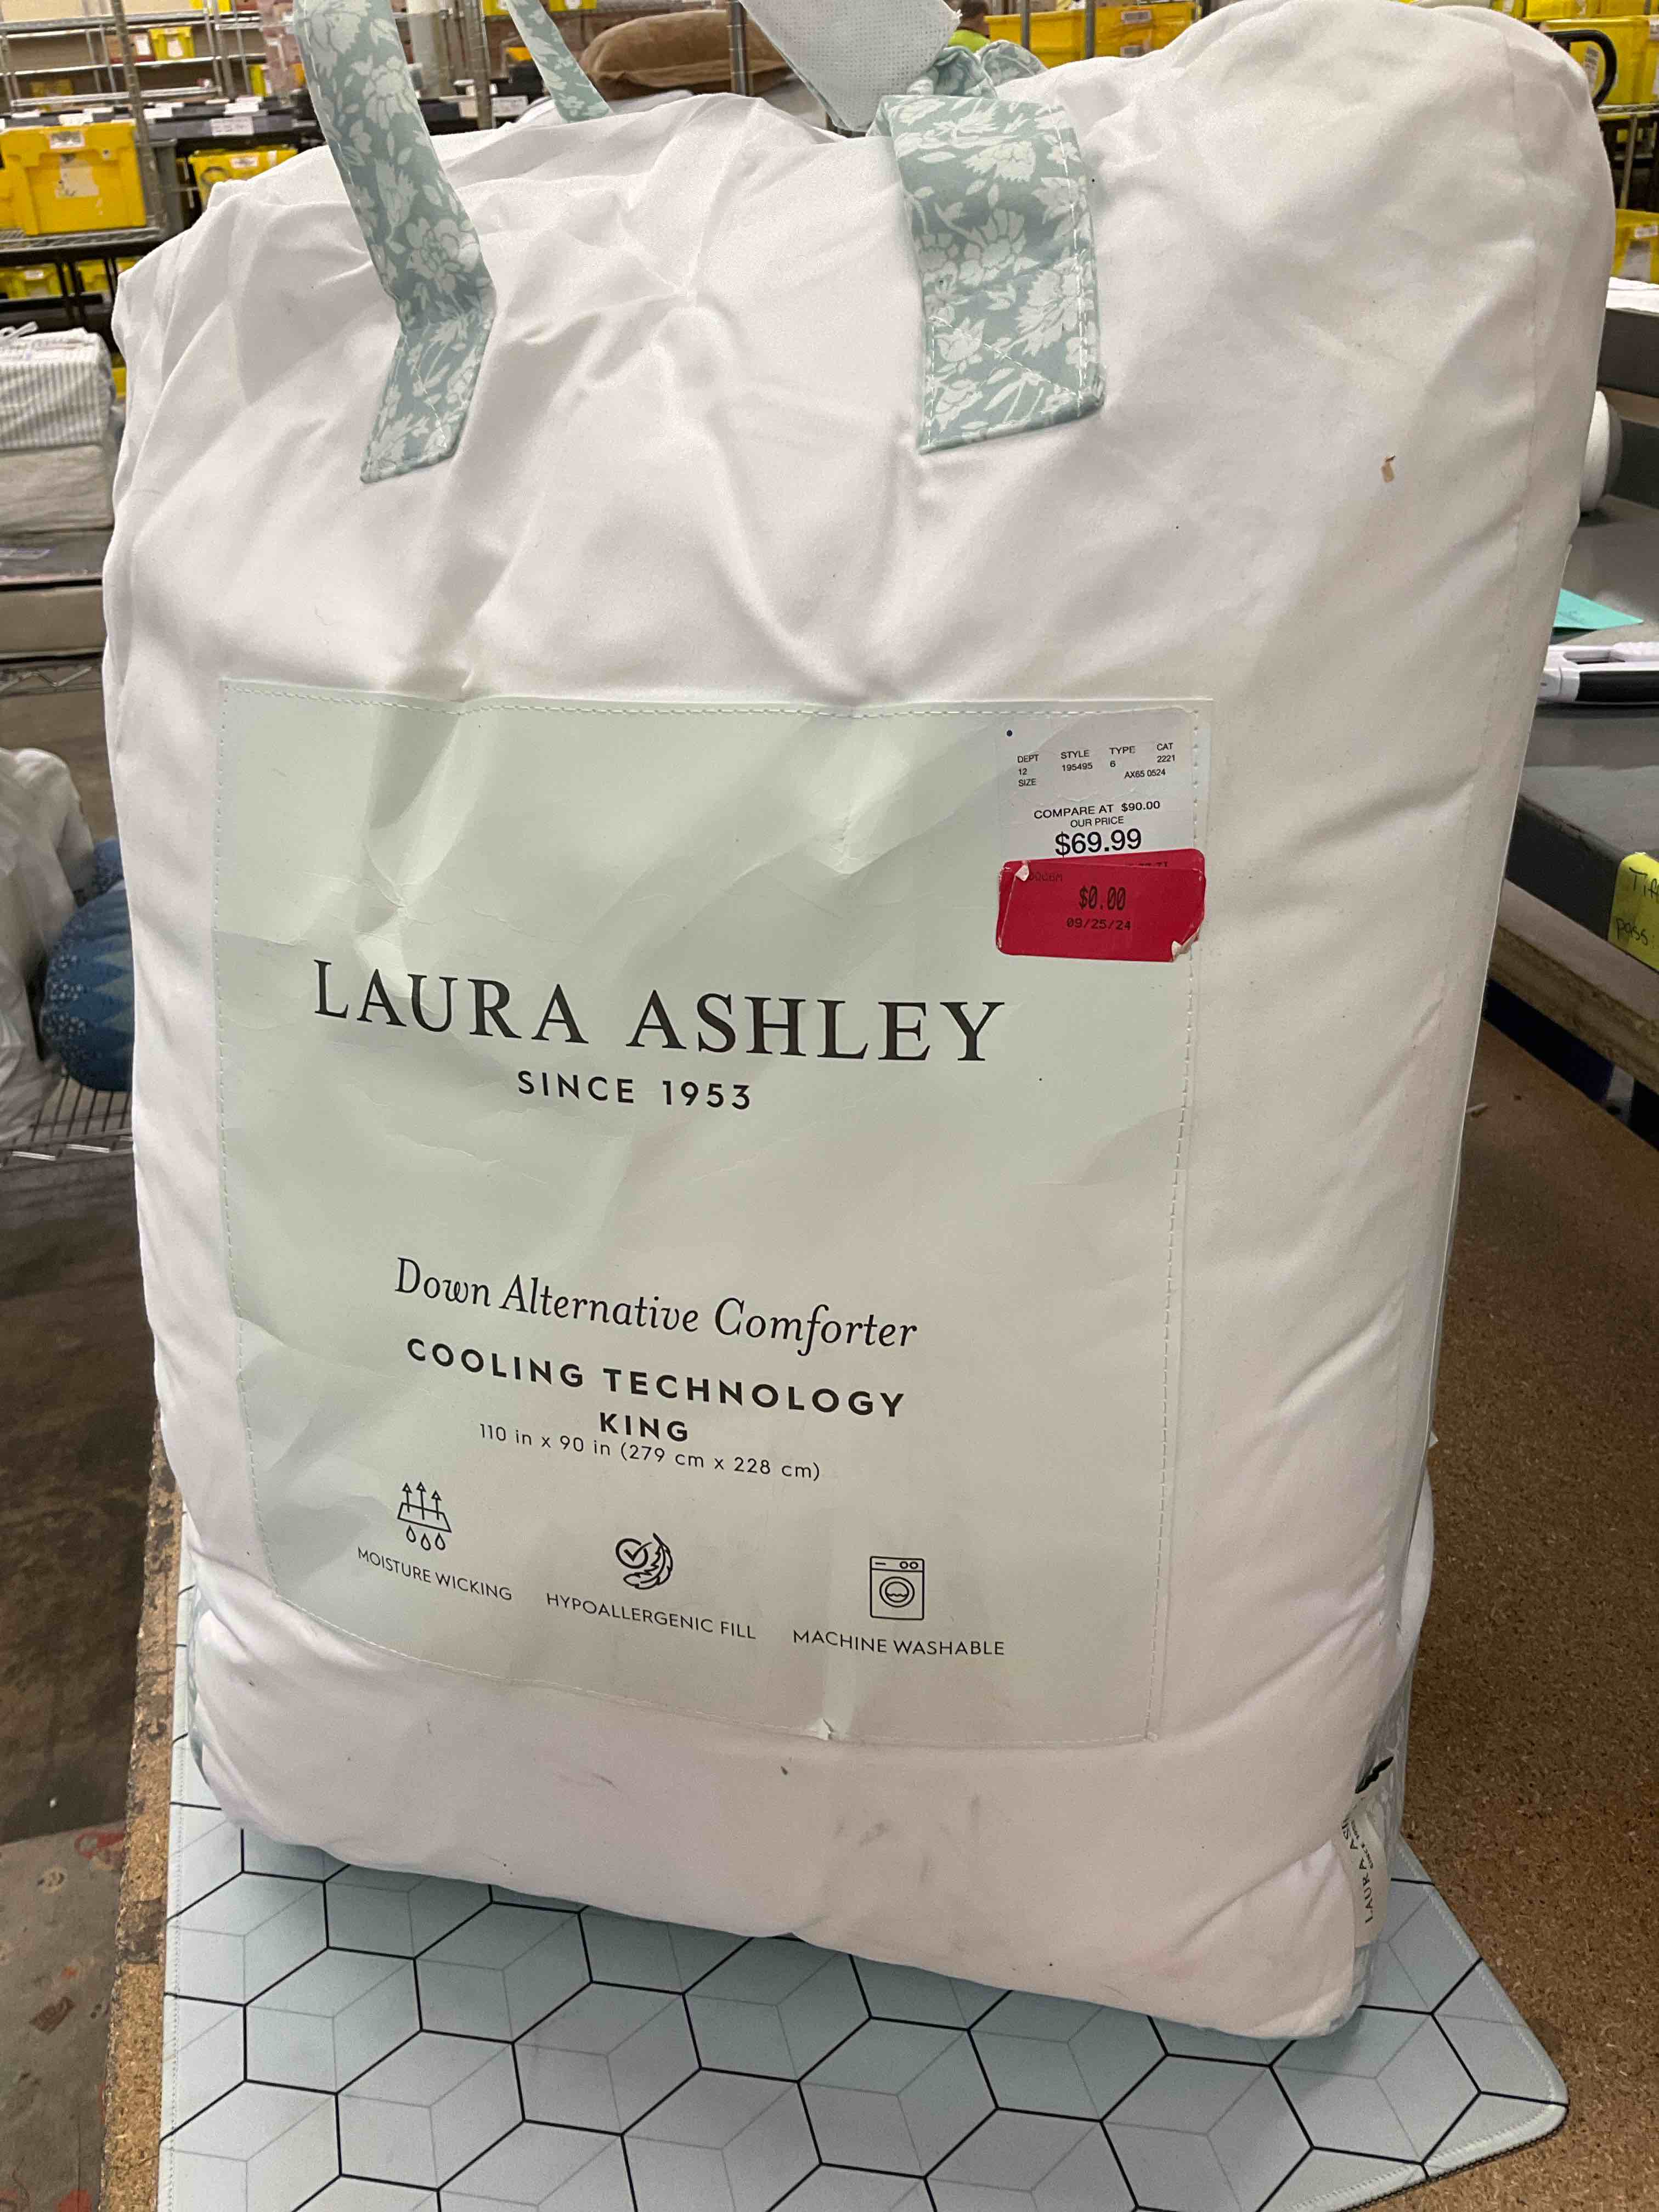 DEPT STYLE TYPE CAT
12 195495 6 2221
SIZE AX65 0524
COMPARE AT $90.00
OUR PRICE
$69.99
$0.00
09/25/24
LAURA ASHLEY
SINCE 1953
Down Alternative Comforter
COOLING TECHNOLOGY
KING
110 in x 90 in (279 cm x 228 cm)
MOISTURE WICKING
HYPOALLERGENIC FILL
MACHINE WASHABLE
LAURA ASH